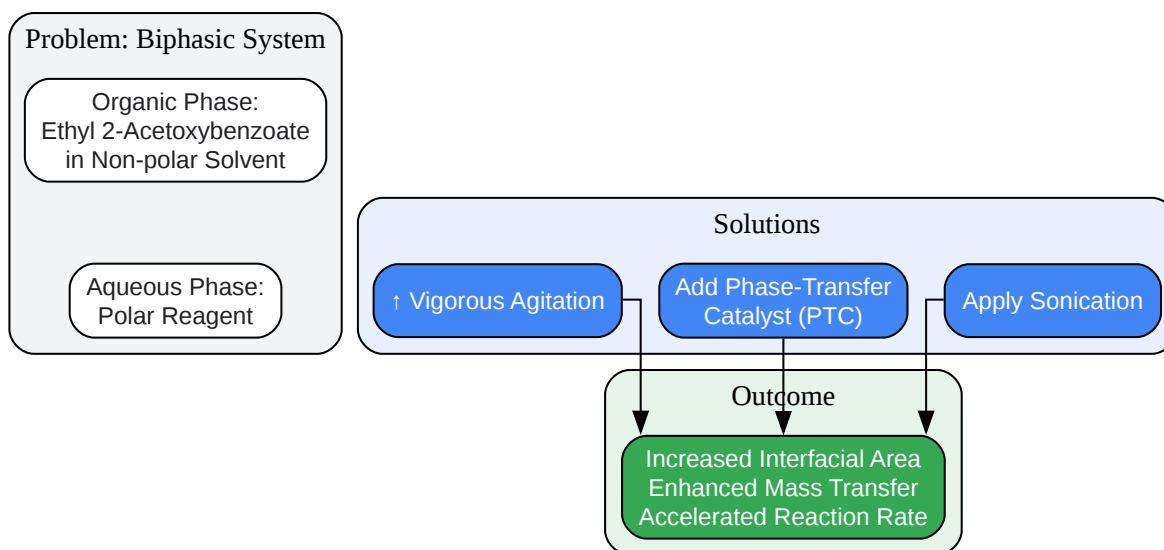 Problem: Biphasic System
Organic Phase:
Ethyl 2-Acetoxybenzoate
in Non-polar Solvent
Aqueous Phase:
Polar Reagent
Solutions
↑ Vigorous Agitation
Add Phase-Transfer
Catalyst (PTC)
Apply Sonication
Outcome
Increased Interfacial Area
Enhanced Mass Transfer
Accelerated Reaction Rate